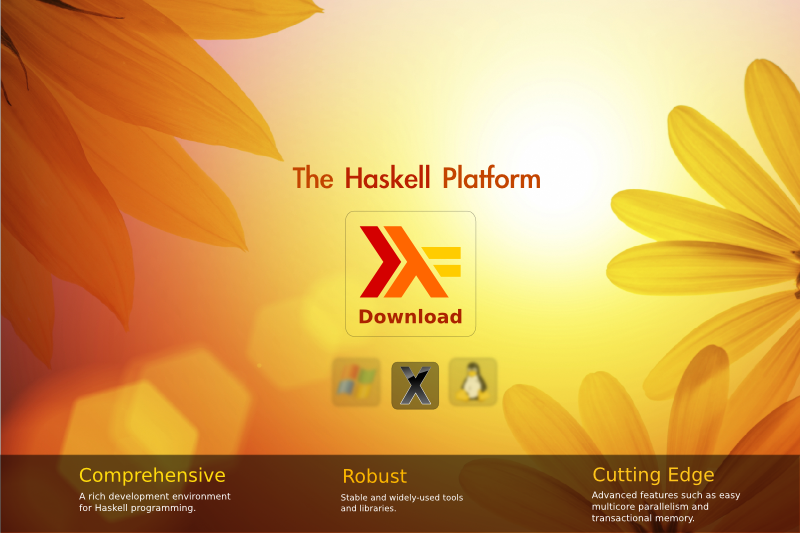 The Haskell Platform
Download
Comprehensive
A rich development environment
for Haskell programming.
Robust
Stable and widely-used tools
and libraries.
Cutting Edge
Advanced features such as easy
multicore parallelism and
transactional memory.